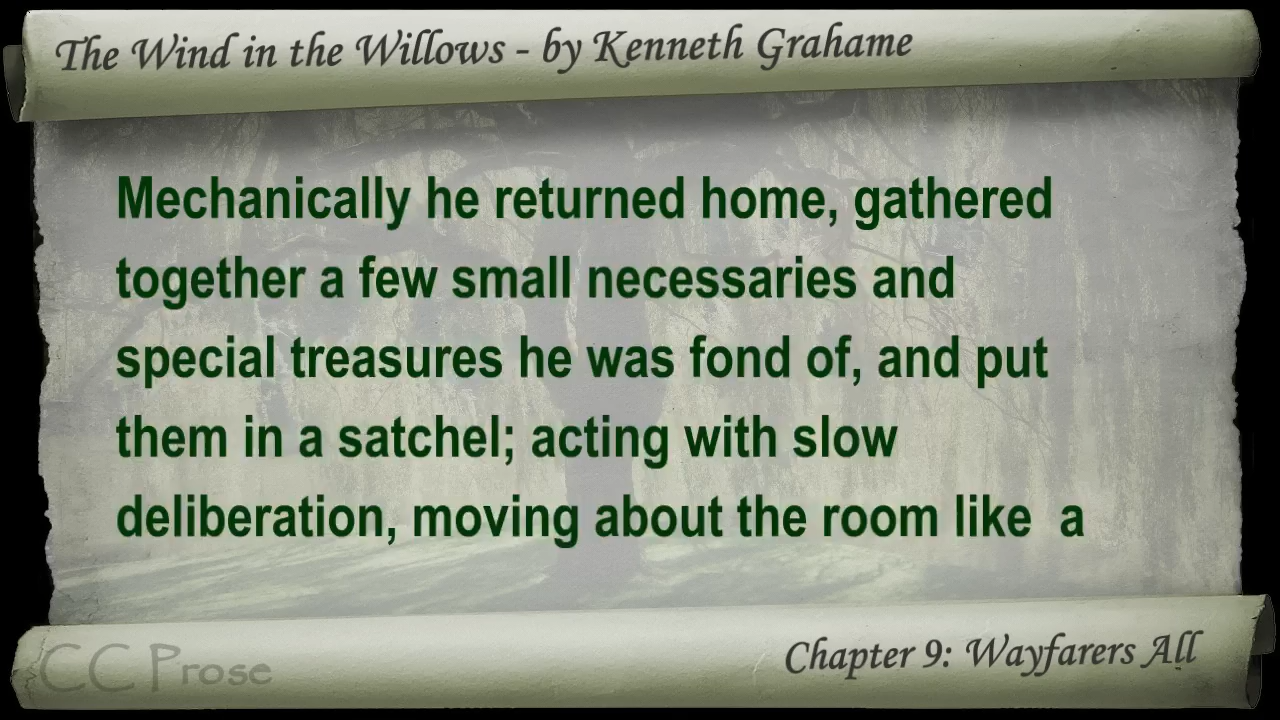 The Wind in the Willows - by Kenneth Grahame
Mechanically he returned home, gathered
together a few small necessaries and
special treasures he was fond of, and put
them in a satchel; acting with slow
deliberation, moving about the room like  a
Chapter 9: Wayfarers All
CC Prose